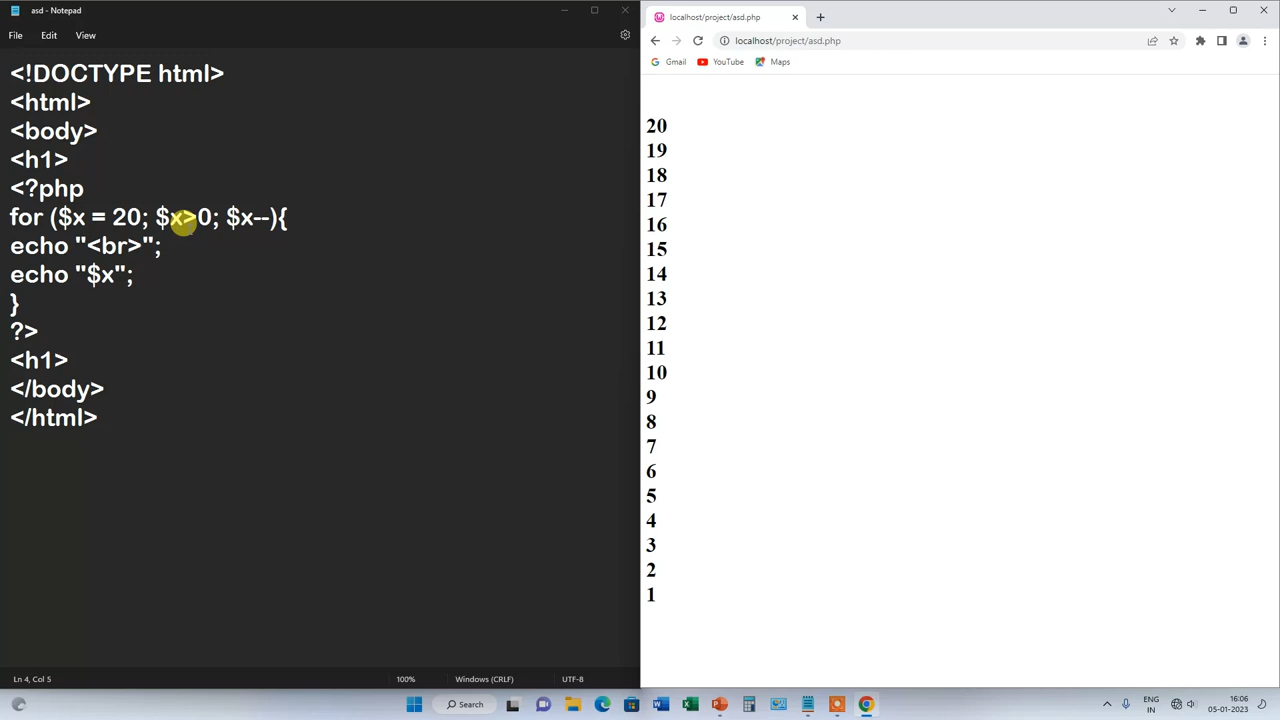 asd - Notepad
File Edit View
<!DOCTYPE html>
<html>
<body>
<h1>
<?php
for ($x = 20; $x>0; $x--){
echo "<br>";
echo "$x";
}
?>
<h1>
</body>
</html>
Ln 4, Col 5 100% Windows (CRLF) UTF-8
localhost/project/asd.php
localhost/project/asd.php
Gmail YouTube Maps
20
19
18
17
16
15
14
13
12
11
10
9
8
7
6
5
4
3
2
1
Search
ENG
IN
16:06
05-01-2023